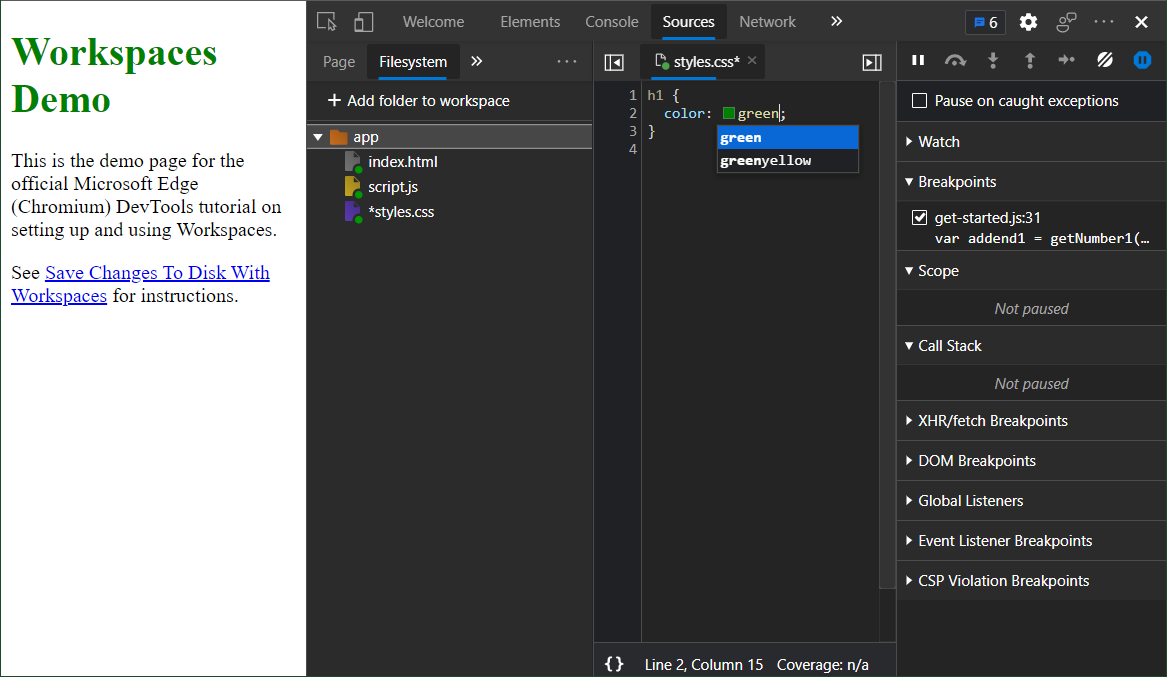 Workspaces
Demo
This is the demo page for the
official Microsoft Edge
(Chromium) DevTools tutorial on
setting up and using Workspaces.
See Save Changes To Disk With
Workspaces for instructions.
Welcome Elements Console Sources Network 6
Page Filesystem
+ Add folder to workspace
app
index.html
script.js
*styles.css
styles.css*
1 h1 {
2 color: green;
3 }
4
green
greenyellow
{} Line 2, Column 15 Coverage: n/a
Pause on caught exceptions
Watch
Breakpoints
get-started.js:31
var addend1 = getNumber1(…
Scope
Not paused
Call Stack
Not paused
XHR/fetch Breakpoints
DOM Breakpoints
Global Listeners
Event Listener Breakpoints
CSP Violation Breakpoints